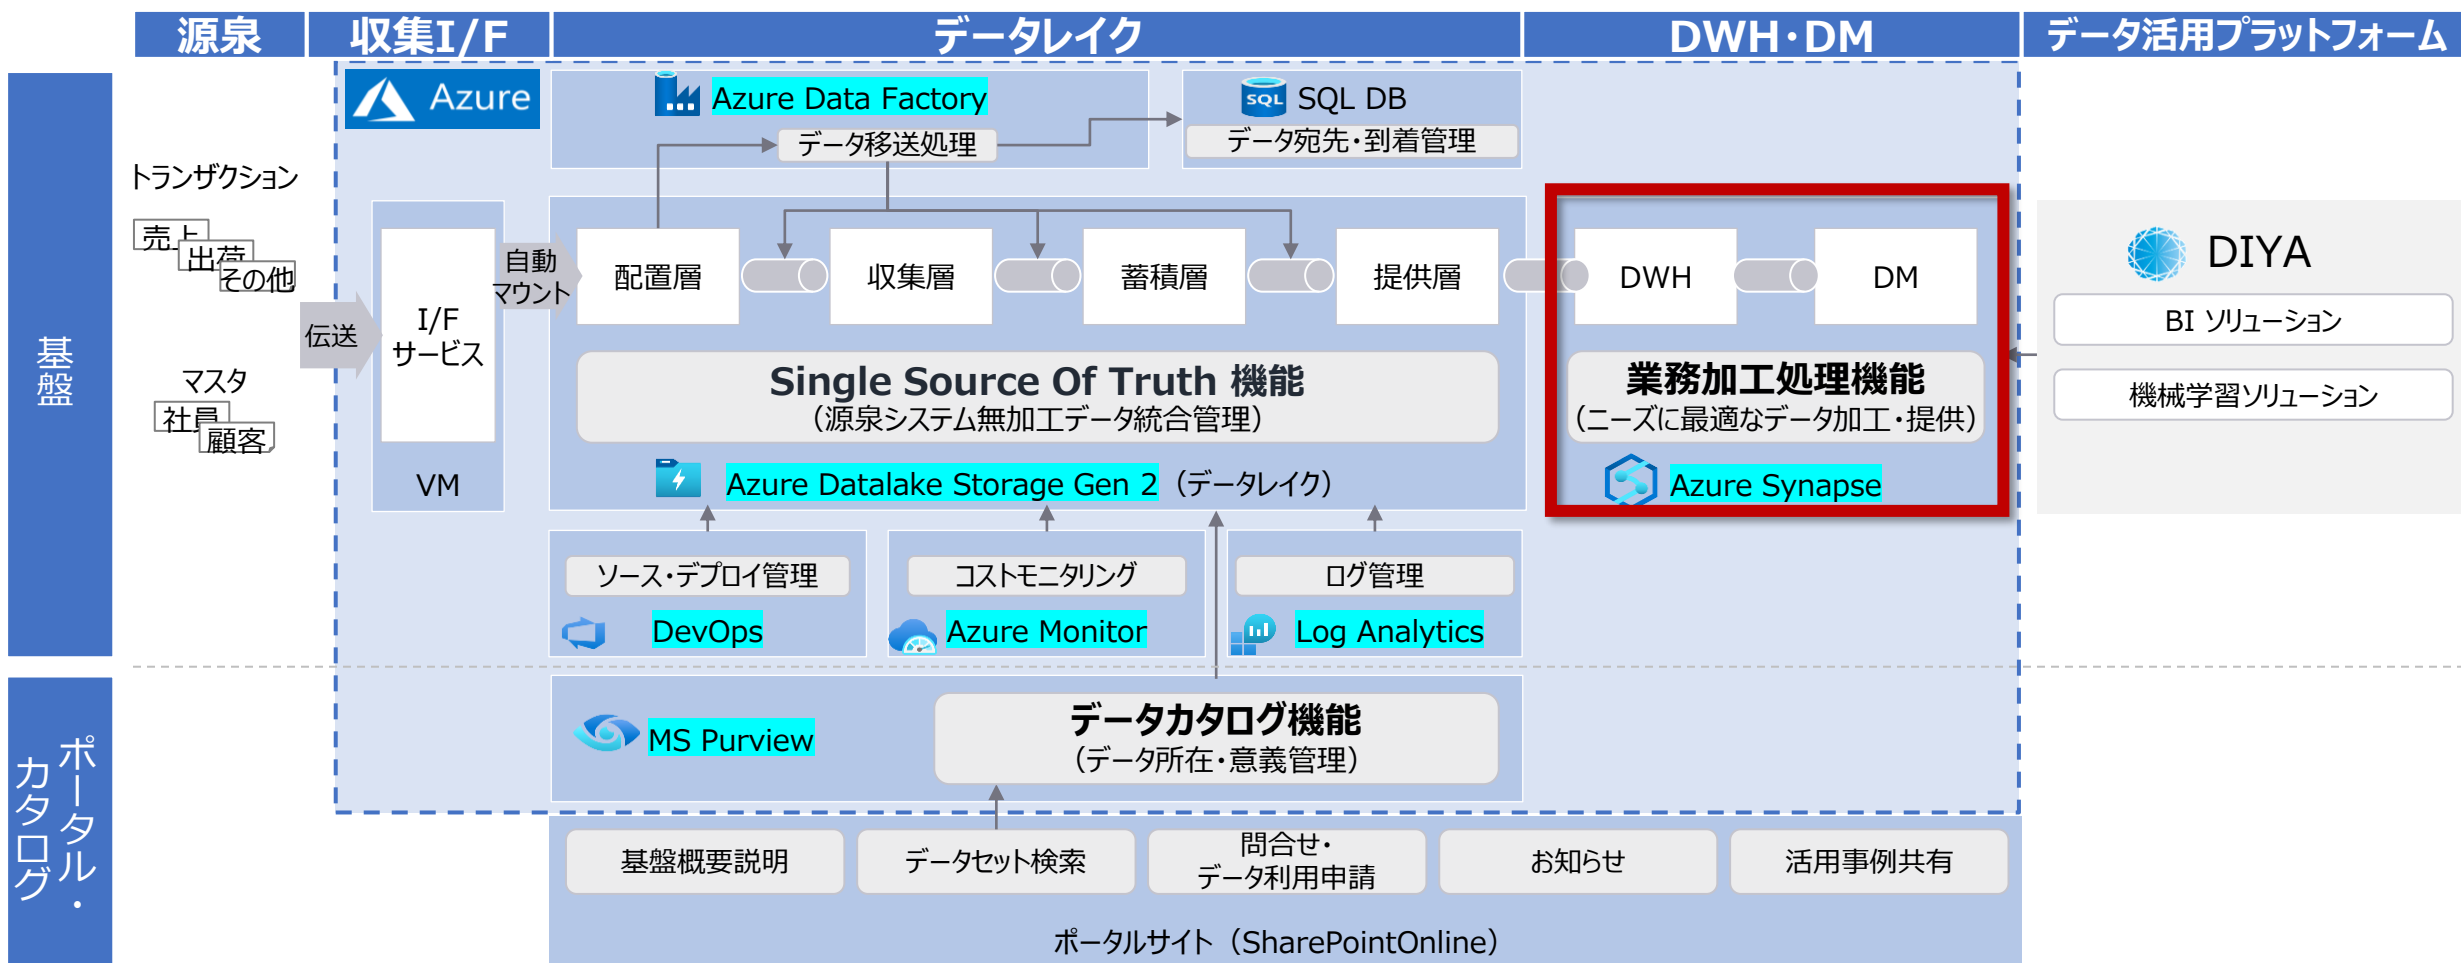 源泉
収集I/F
データレイク
DWH・DM
データ活用プラットフォーム
基盤
Azure
Azure Data Factory
データ移送処理
SQL DB
データ宛先・到着管理
トランザクション
売上
出荷
その他
マスタ
社員
顧客
伝送
I/F
サービス
VM
自動
マウント
配置層
収集層
蓄積層
提供層
Single Source Of Truth 機能
（源泉システム無加工データ統合管理）
Azure Datalake Storage Gen 2（データレイク）
DWH
DM
業務加工処理機能
（ニーズに最適なデータ加工・提供）
Azure Synapse
DIYA
BI ソリューション
機械学習ソリューション
ソース・デプロイ管理
DevOps
コストモニタリング
Azure Monitor
ログ管理
Log Analytics
ポータル・
カタログ
MS Purview
データカタログ機能
（データ所在・意義管理）
基盤概要説明
データセット検索
問合せ・
データ利用申請
お知らせ
活用事例共有
ポータルサイト（SharePointOnline）